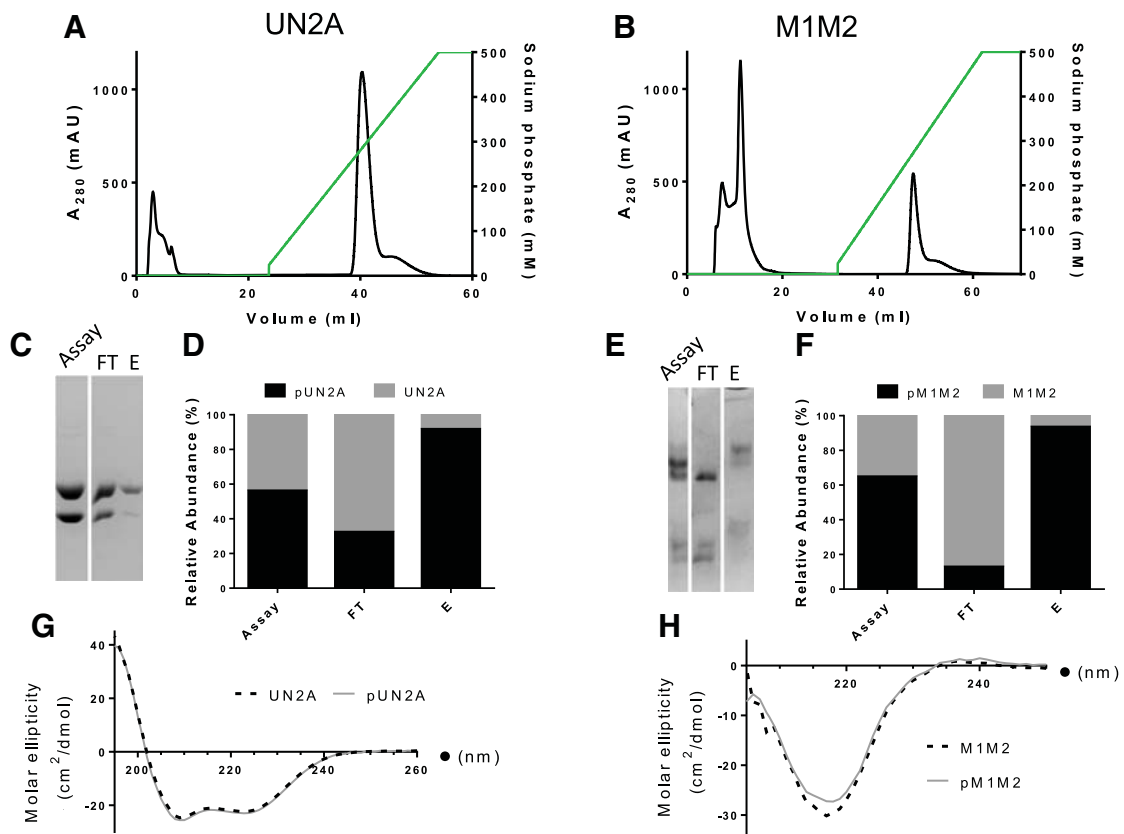 A
UN2A
B
M1M2
A280 (mAU)
1000
500
0
500
400
300
200
100
0
Sodium phosphate (mM)
0
20
40
60
Volume (ml)
A280 (mAU)
1000
500
0
500
400
300
200
100
0
Sodium phosphate (mM)
0
20
40
60
Volume (ml)
C
Assay
FT
E
D
pUN2A
UN2A
Relative Abundance (%)
100
80
60
40
20
0
Assay
FT
E
E
Assay
FT
E
F
pM1M2
M1M2
Relative Abundance (%)
100
80
60
40
20
0
Assay
FT
E
G
Molar ellipticity
(cm2/dmol)
40
20
0
-20
200
220
240
260
(nm)
UN2A
pUN2A
H
Molar ellipticity
(cm2/dmol)
0
-10
-20
-30
220
240
(nm)
M1M2
pM1M2